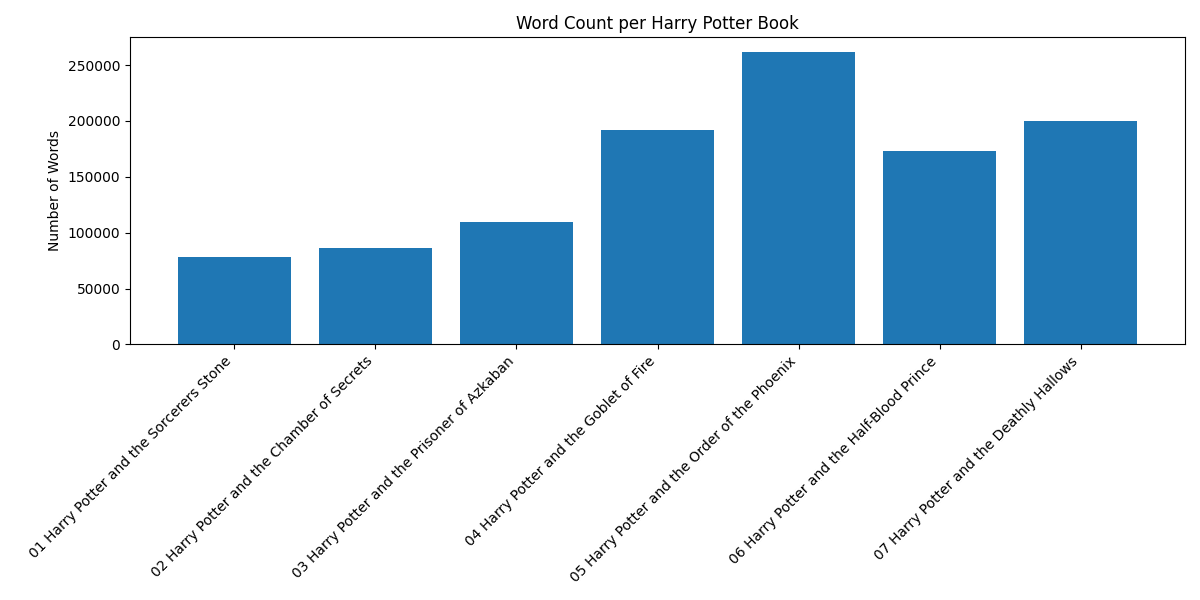 Word Count per Harry Potter Book
Number of Words
250000
200000
150000
100000
50000
0
01 Harry Potter and the Sorcerers Stone
02 Harry Potter and the Chamber of Secrets
03 Harry Potter and the Prisoner of Azkaban
04 Harry Potter and the Goblet of Fire
05 Harry Potter and the Order of the Phoenix
06 Harry Potter and the Half-Blood Prince
07 Harry Potter and the Deathly Hallows